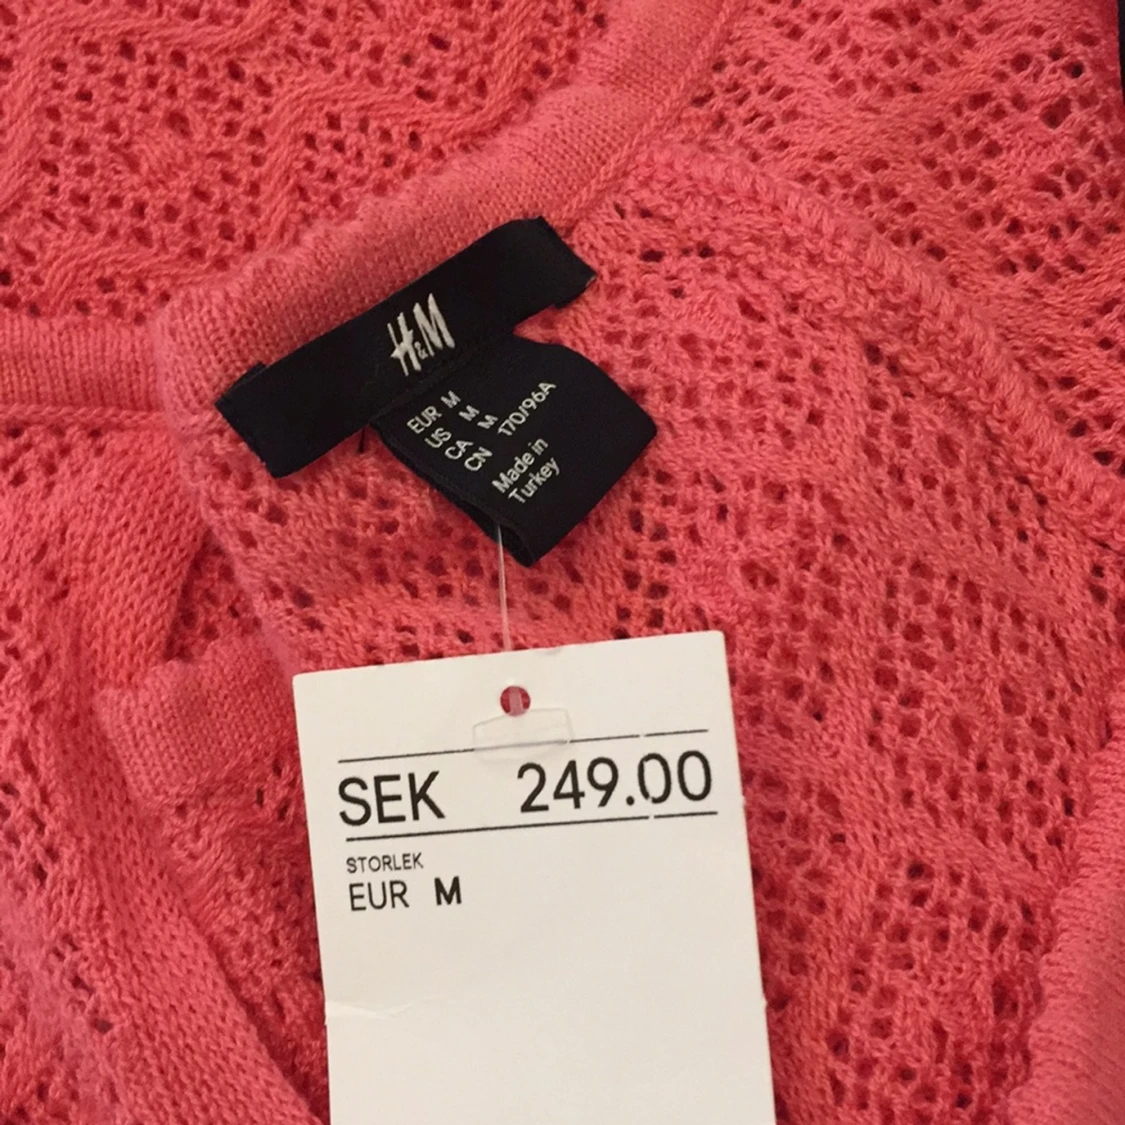 H&M
EUR M
US M
CA M
CN 170/96A
Made in
Turkey
SEK 249.00
STORLEK
EUR M